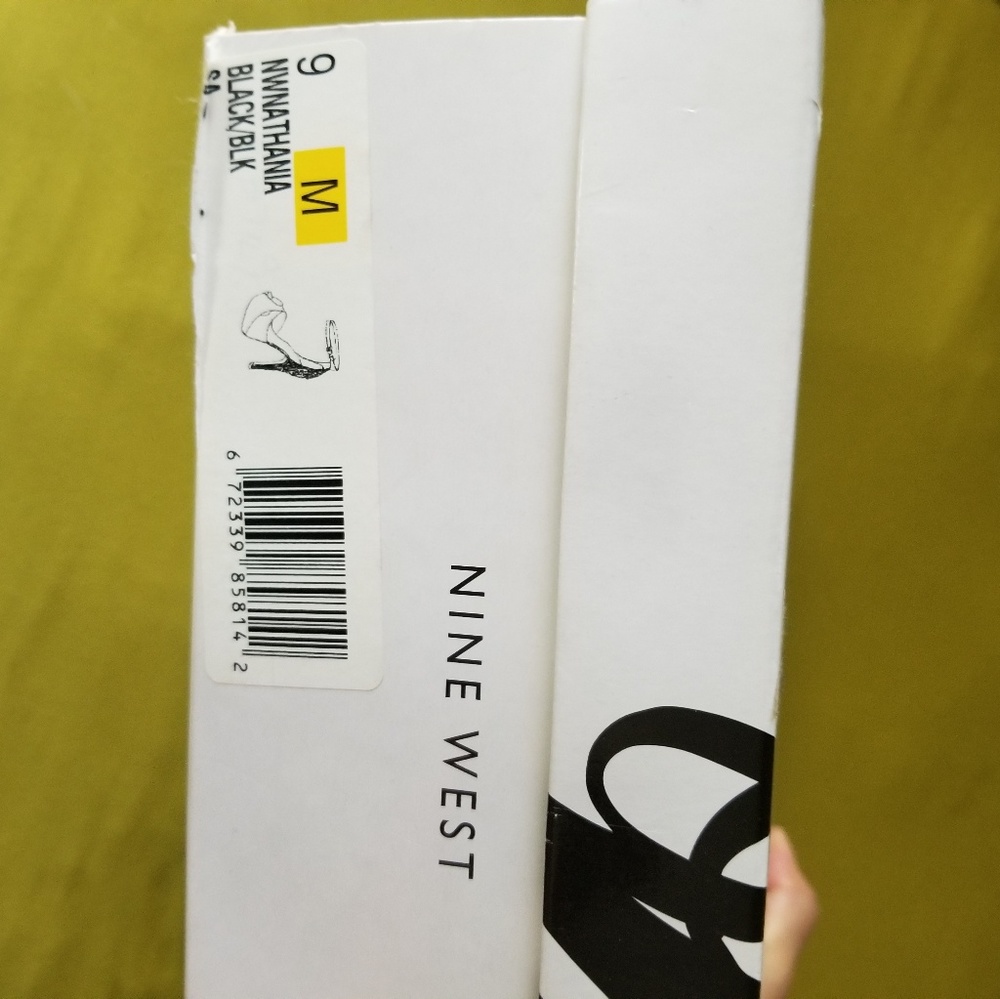 9 M
NWNATHANIA
BLACK/BLK
6 72339 85814 2
NINE WEST